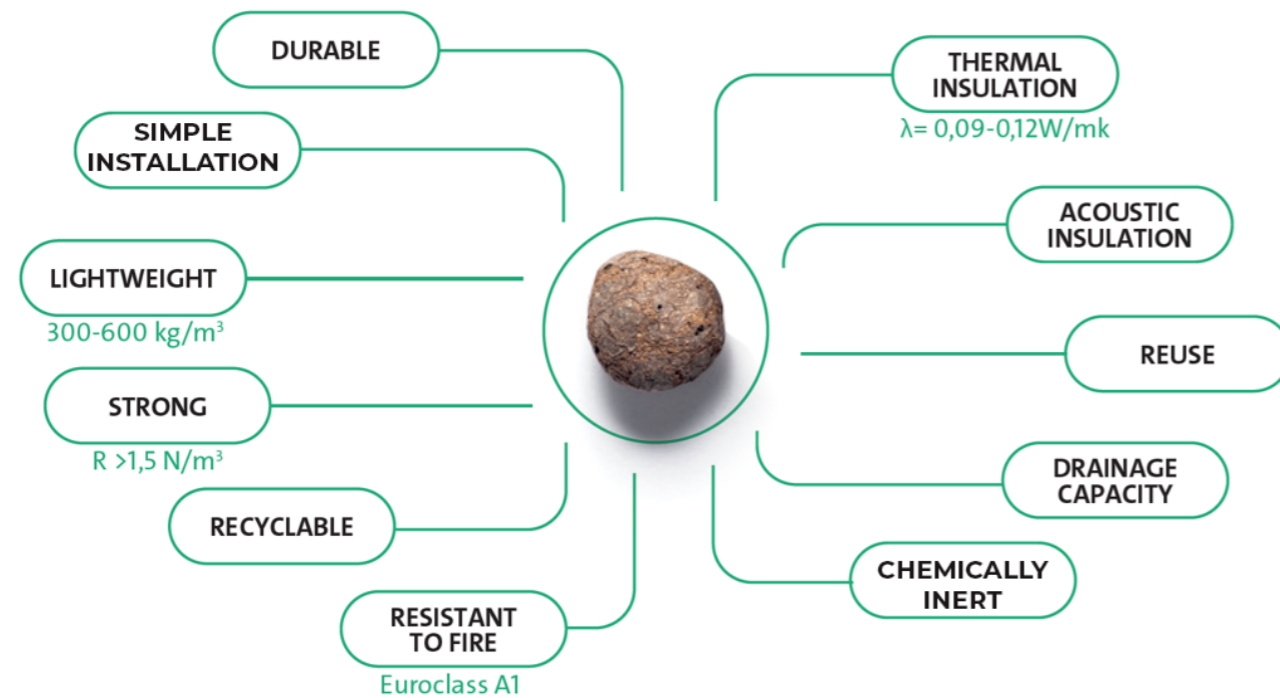 DURABLE
THERMAL
INSULATION
λ= 0,09-0,12W/mk
SIMPLE
INSTALLATION
ACOUSTIC
INSULATION
LIGHTWEIGHT
300-600 kg/m³
REUSE
STRONG
R >1,5 N/m³
DRAINAGE
CAPACITY
RECYCLABLE
CHEMICALLY
INERT
RESISTANT
TO FIRE
Euroclass A1